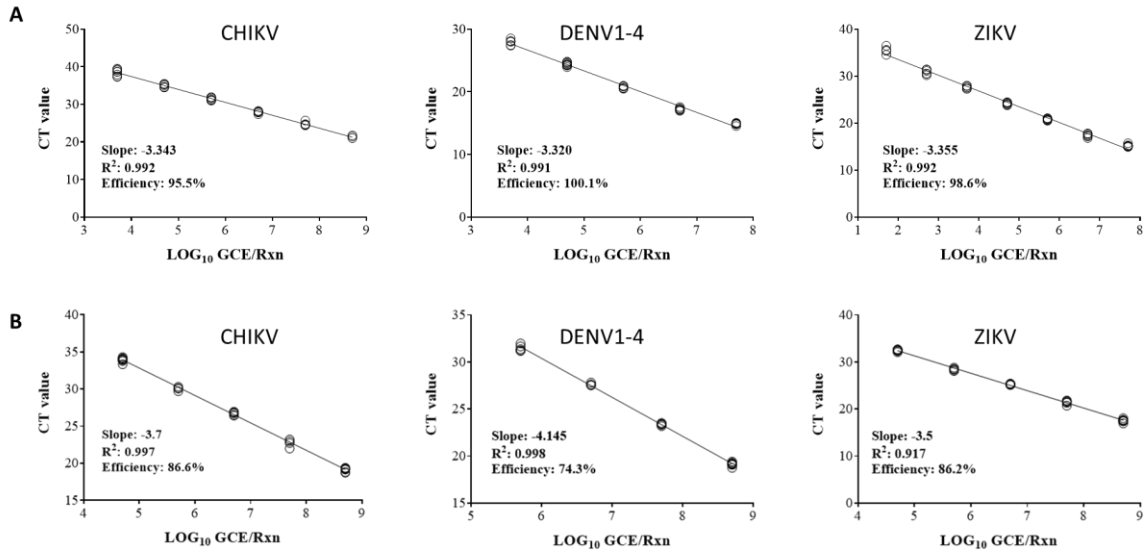 A
CHIKV
50
40
30
20
10
0
CT value
Slope: -3.343
R2: 0.992
Efficiency: 95.5%
3 4 5 6 7 8 9
LOG10 GCE/Rxn
DENV1-4
30
20
10
0
CT value
Slope: -3.320
R2: 0.991
Efficiency: 100.1%
3 4 5 6 7 8
LOG10 GCE/Rxn
ZIKV
40
30
20
10
0
CT value
Slope: -3.355
R2: 0.992
Efficiency: 98.6%
1 2 3 4 5 6 7 8
LOG10 GCE/Rxn
B
CHIKV
40
35
30
25
20
15
CT value
Slope: -3.7
R2: 0.997
Efficiency: 86.6%
4 5 6 7 8 9
LOG10 GCE/Rxn
DENV1-4
35
30
25
20
15
CT value
Slope: -4.145
R2: 0.998
Efficiency: 74.3%
5 6 7 8 9
LOG10 GCE/Rxn
ZIKV
40
30
20
10
0
CT value
Slope: -3.5
R2: 0.917
Efficiency: 86.2%
4 5 6 7 8 9
LOG10 GCE/Rxn